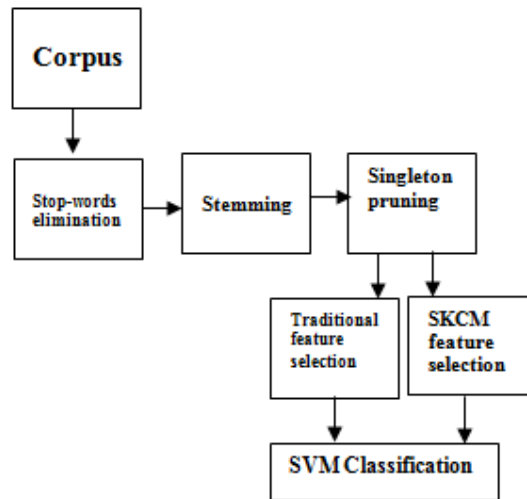 Corpus
Stop-words
elimination
Stemming
Singleton
pruning
Traditional
feature
selection
SKCM
feature
selection
SVM Classification